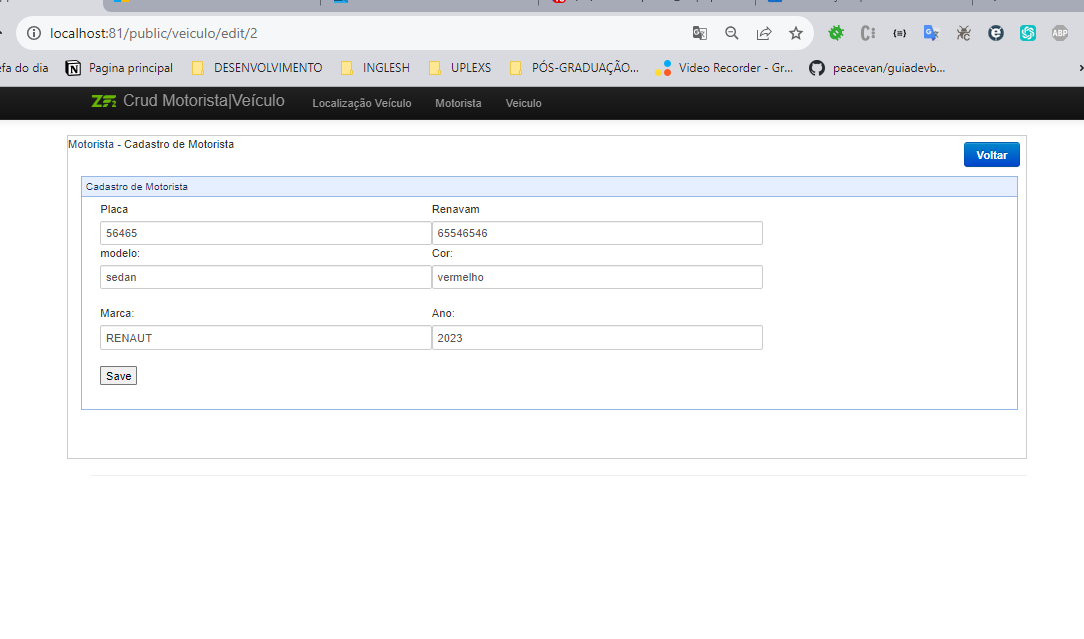 localhost:81/public/veiculo/edit/2
efa do dia Pagina principal DESENVOLVIMENTO INGLESH UPLEXS PÓS-GRADUAÇÃO... Video Recorder - Gr... peacevan/guiadevb...
Crud Motorista|Veículo Localização Veículo Motorista Veiculo
Motorista - Cadastro de Motorista
Voltar
Cadastro de Motorista
Placa Renavam
56465 65546546
modelo: Cor:
sedan vermelho
Marca: Ano:
RENAUT 2023
Save